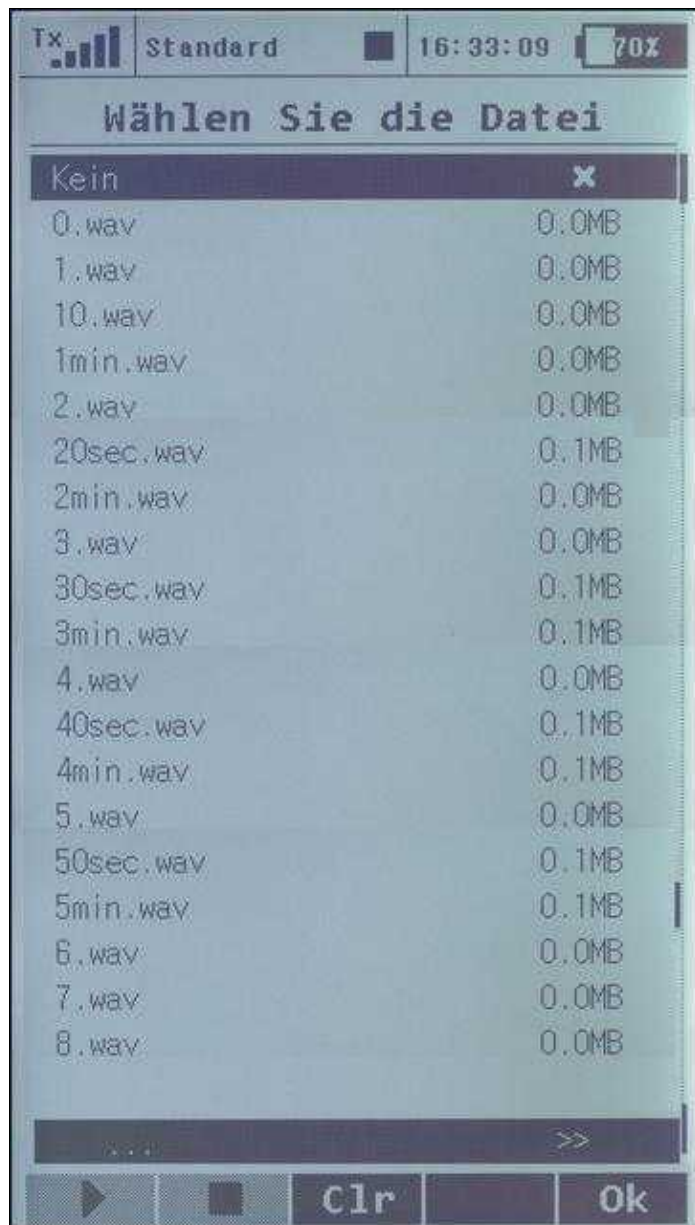 Tx Standard 16:33:09 70%
Wählen Sie die Datei
Kein
0.wav 0.0MB
1.wav 0.0MB
10.wav 0.0MB
1min.wav 0.0MB
2.wav 0.0MB
20sec.wav 0.1MB
2min.wav 0.0MB
3.wav 0.0MB
30sec.wav 0.1MB
3min.wav 0.1MB
4.wav 0.0MB
40sec.wav 0.1MB
4min.wav 0.1MB
5.wav 0.0MB
50sec.wav 0.1MB
5min.wav 0.1MB
6.wav 0.0MB
7.wav 0.0MB
8.wav 0.0MB
... >>
Clr Ok